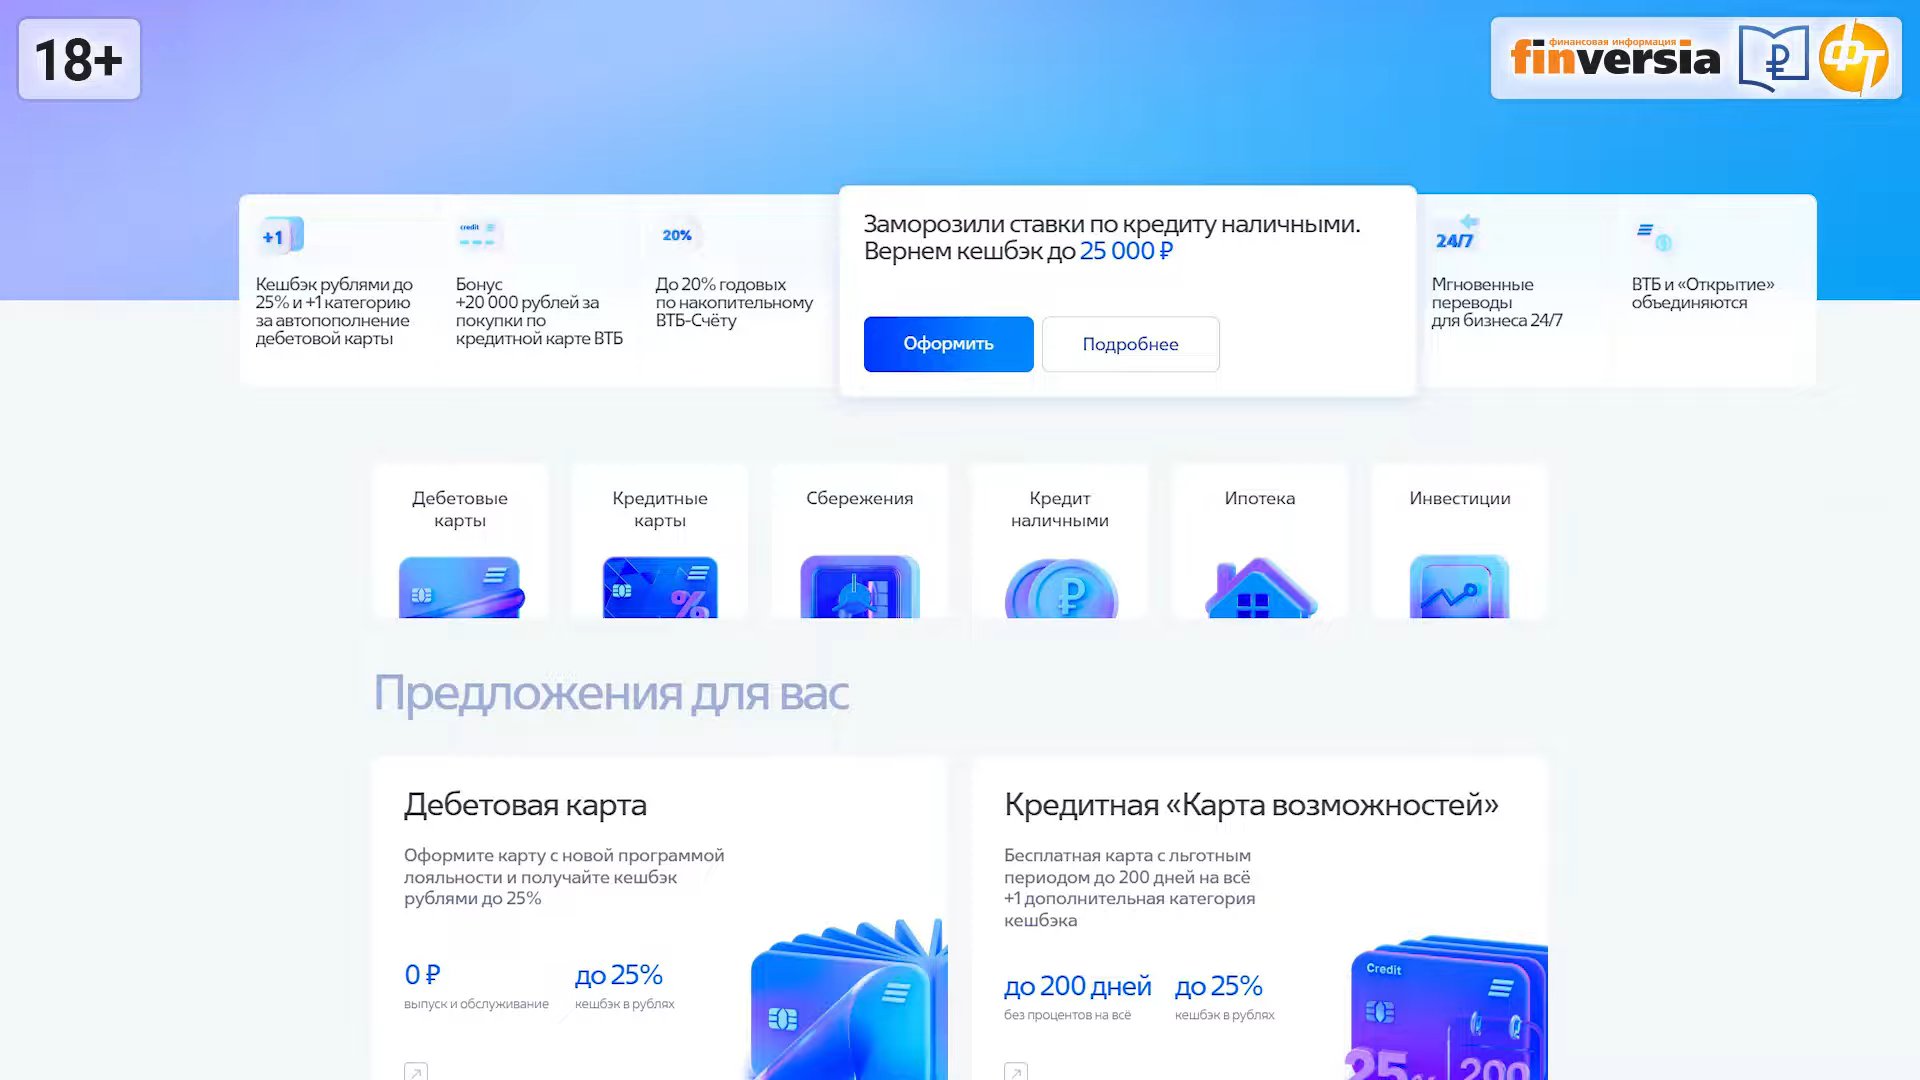 18+
финансовая информация
finversia
ФТ
+1
Кешбэк рублями до
25% и +1 категорию
за автопополнение
дебетовой карты
credit
Бонус
+20 000 рублей за
покупки по
кредитной карте ВТБ
20%
До 20% годовых
по накопительному
ВТБ-Счёту
Заморозили ставки по кредиту наличными.
Вернем кешбэк до 25 000 ₽
Оформить
Подробнее
24/7
Мгновенные
переводы
для бизнеса 24/7
ВТБ и «Открытие»
объединяются
Дебетовые
карты
Кредитные
карты
%
Сбережения
Кредит
наличными
₽
Ипотека
Инвестиции
Предложения для вас
Дебетовая карта
Оформите карту с новой программой
лояльности и получайте кешбэк
рублями до 25%
0 ₽
выпуск и обслуживание
до 25%
кешбэк в рублях
Кредитная «Карта возможностей»
Бесплатная карта с льготным
периодом до 200 дней на всё
+1 дополнительная категория
кешбэка
до 200 дней
без процентов на всё
до 25%
кешбэк в рублях
Credit
25%
200